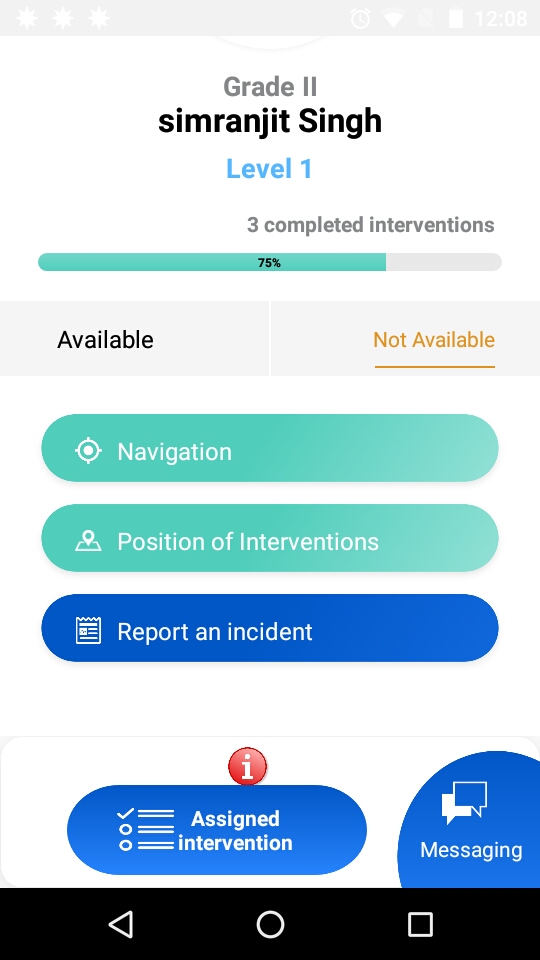 12:08
Grade II
simranjit Singh
Level 1
3 completed interventions
75%
Available
Not Available
Navigation
Position of Interventions
Report an incident
Assigned
intervention
Messaging